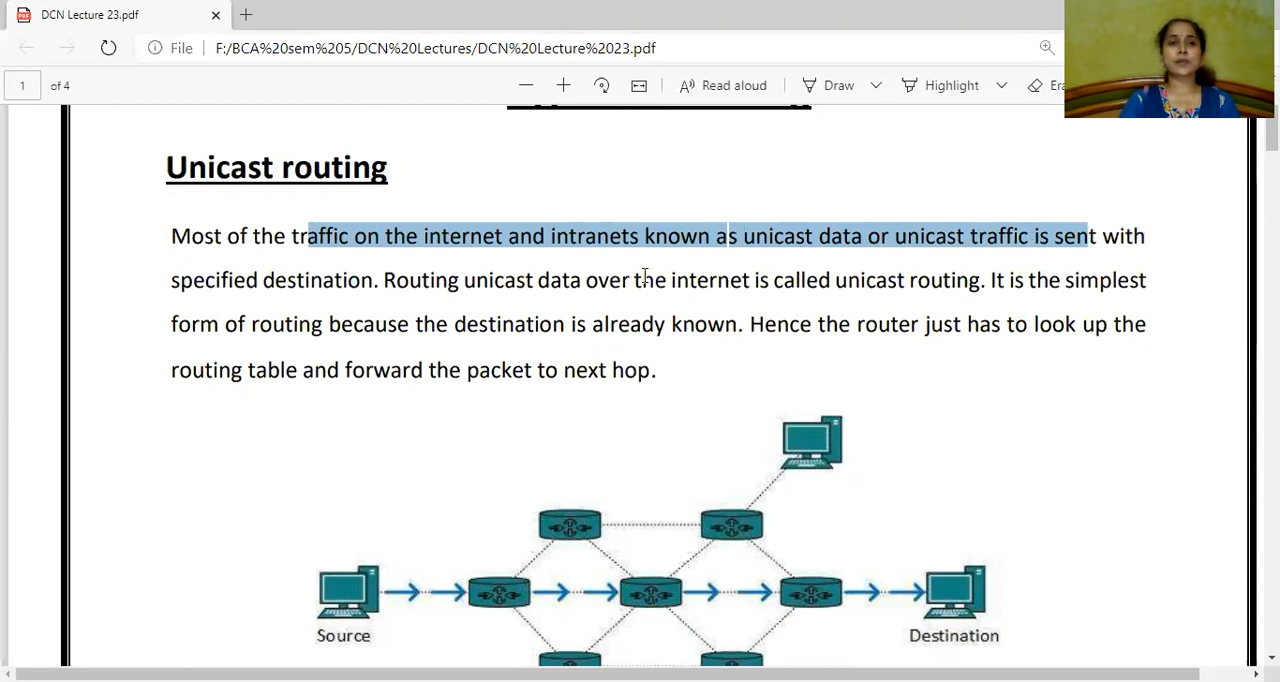 DCN Lecture 23.pdf
File
F:/BCA%20sem%205/DCN%20Lectures/DCN%20Lecture%2023.pdf
1 of 4
Read aloud
Draw
Highlight
Era
Unicast routing
Most of the traffic on the internet and intranets known as unicast data or unicast traffic is sent with
specified destination. Routing unicast data over the internet is called unicast routing. It is the simplest
form of routing because the destination is already known. Hence the router just has to look up the
routing table and forward the packet to next hop.
Source
Destination